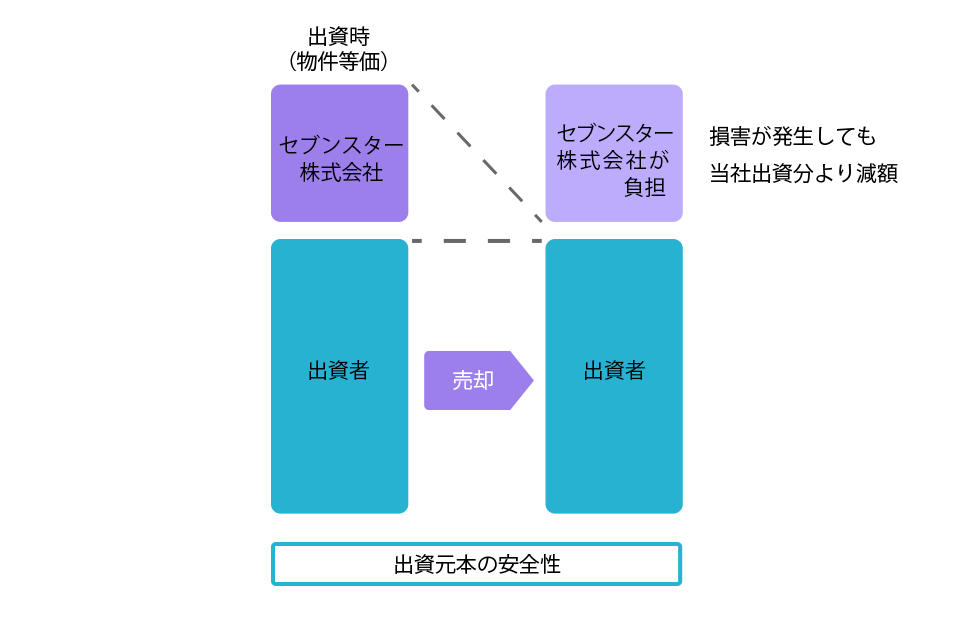 出資時
（物件等価）
セブンスター
株式会社
セブンスター
株式会社が
負担
損害が発生しても
当社出資分より減額
出資者
売却
出資者
出資元本の安全性